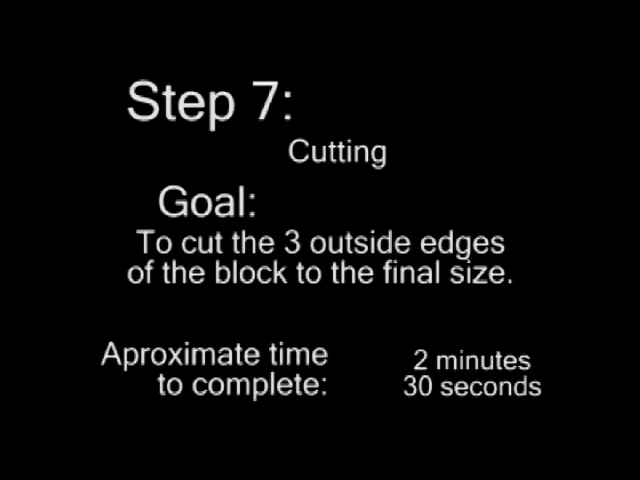 Step 7:
Cutting
Goal:
To cut the 3 outside edges
of the block to the final size.
Aproximate time
to complete:
2 minutes
30 seconds